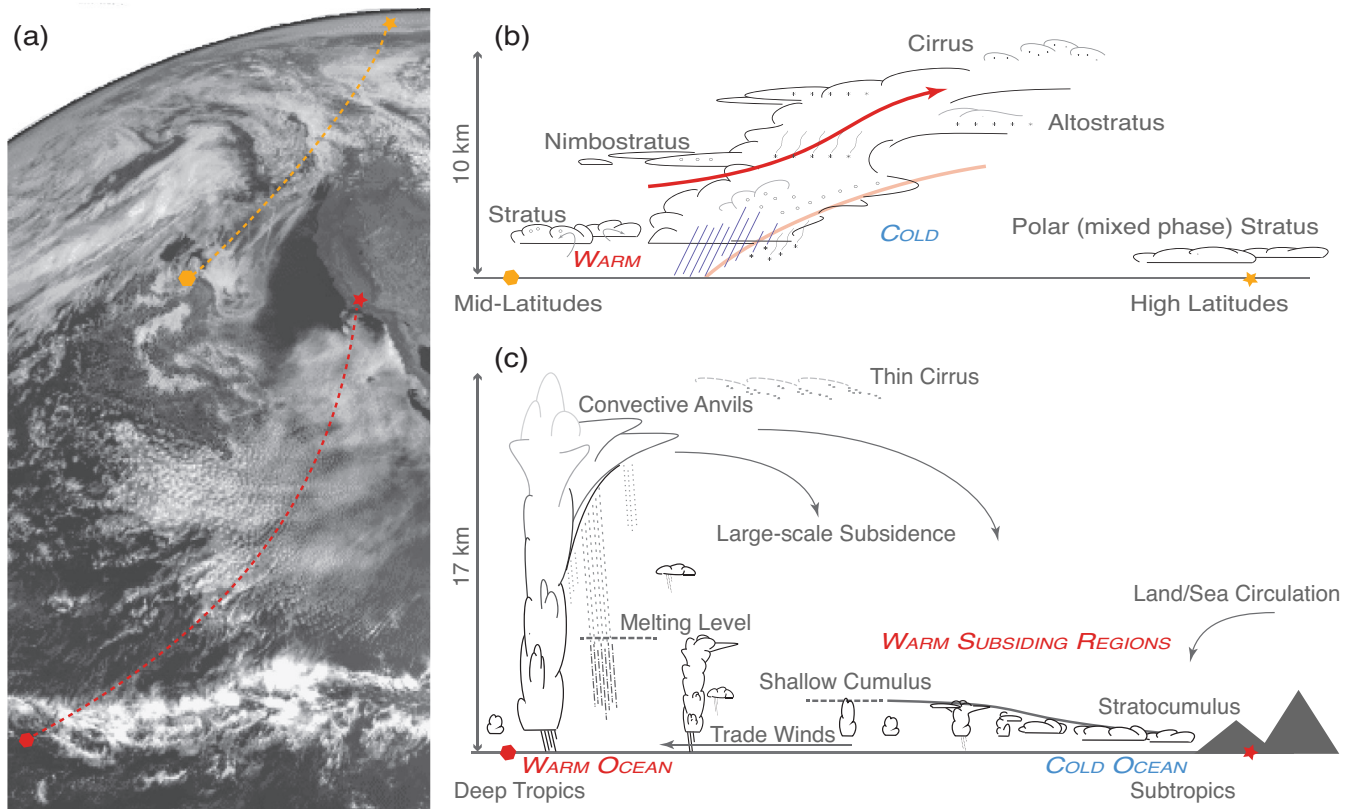 (a)
(b)
Cirrus
Altostratus
Nimbostratus
10 km
Stratus
WARM
COLD
Polar (mixed phase) Stratus
Mid-Latitudes
High Latitudes
(c)
Thin Cirrus
Convective Anvils
17 km
Large-scale Subsidence
Land/Sea Circulation
Melting Level
WARM SUBSIDING REGIONS
Shallow Cumulus
Stratocumulus
Trade Winds
WARM OCEAN
COLD OCEAN
Deep Tropics
Subtropics